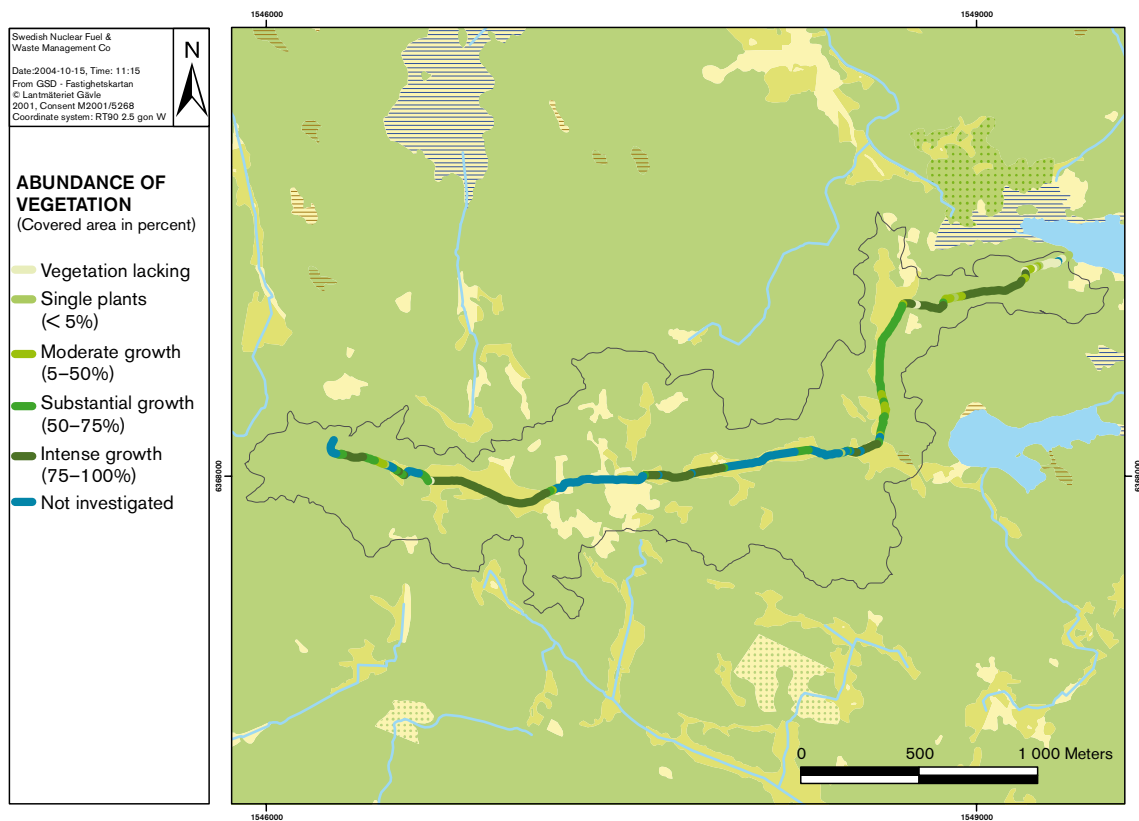 1546000
1549000
Swedish Nuclear Fuel &
Waste Management Co
N
Date:2004-10-15, Time: 11:15
From GSD - Fastighetskartan
© Lantmäteriet Gävle
2001, Consent M2001/5268
Coordinate system: RT90 2.5 gon W
ABUNDANCE OF
VEGETATION
(Covered area in percent)
Vegetation lacking
Single plants
(< 5%)
Moderate growth
(5–50%)
Substantial growth
(50–75%)
Intense growth
(75–100%)
Not investigated
6368000
6368000
0 500 1 000 Meters
1546000
1549000